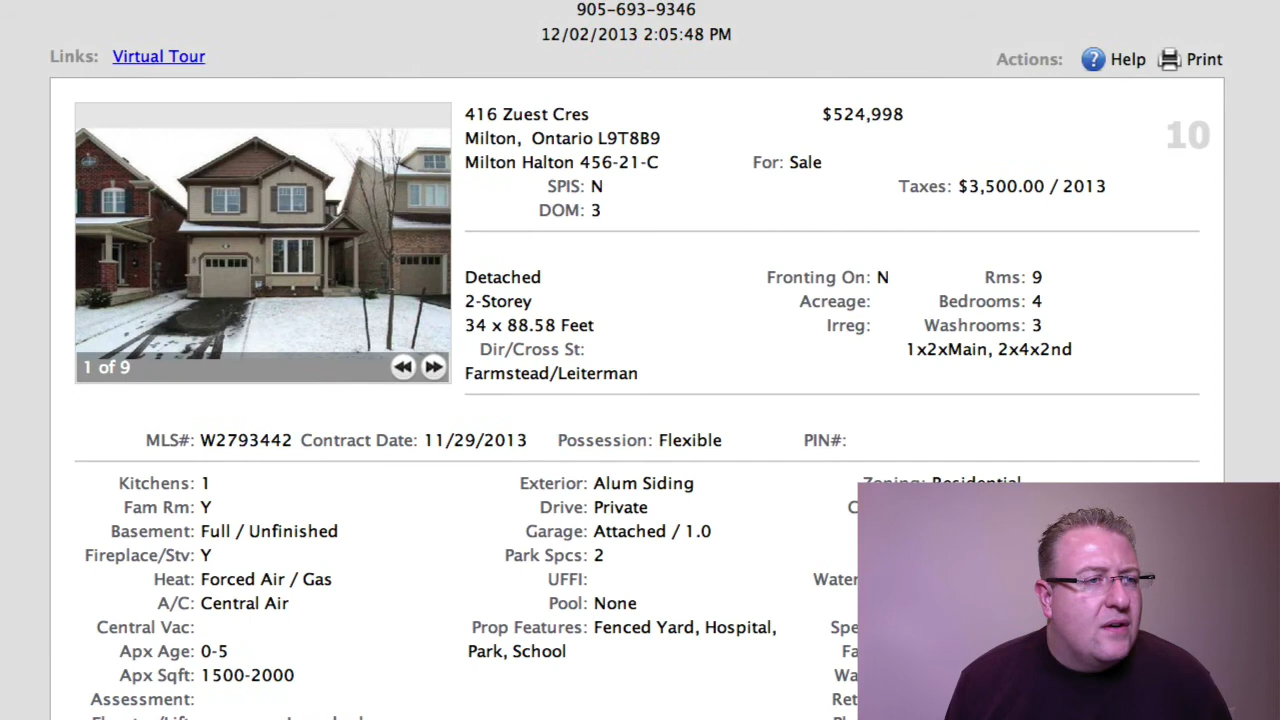 905-693-9346
12/02/2013 2:05:48 PM
Links: Virtual Tour
Actions: Help Print
416 Zuest Cres $524,998
10
Milton, Ontario L9T8B9
Milton Halton 456-21-C For: Sale
SPIS: N Taxes: $3,500.00 / 2013
DOM: 3
Detached Fronting On: N Rms: 9
2-Storey Acreage: Bedrooms: 4
34 x 88.58 Feet Irreg: Washrooms: 3
Dir/Cross St: 1x2xMain, 2x4x2nd
1 of 9
Farmstead/Leiterman
MLS#: W2793442 Contract Date: 11/29/2013 Possession: Flexible PIN#:
Kitchens: 1 Exterior: Alum Siding Zoning: Residential
Fam Rm: Y Drive: Private
Basement: Full / Unfinished Garage: Attached / 1.0
Fireplace/Stv: Y Park Spcs: 2
Heat: Forced Air / Gas UFFI: Water
A/C: Central Air Pool: None
Central Vac: Prop Features: Fenced Yard, Hospital, Spe
Apx Age: 0-5 Park, School Fa
Apx Sqft: 1500-2000 Wa
Assessment: Ret